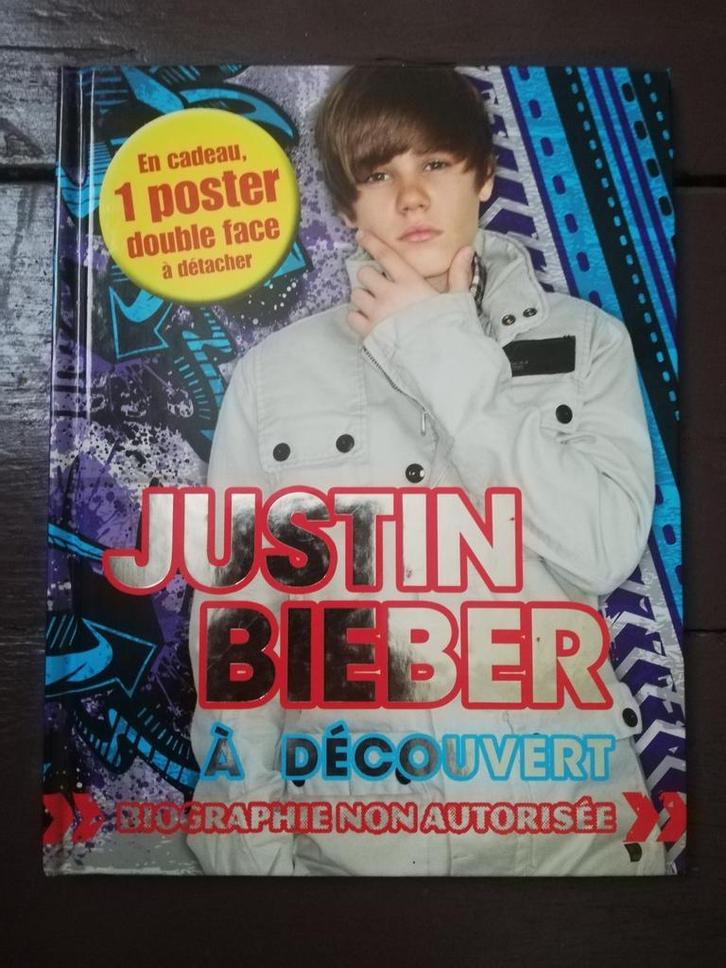 En cadeau,
1 poster
double face
à détacher
JUSTIN
BIEBER
À DÉCOUVERT
BIOGRAPHIE NON AUTORISÉE